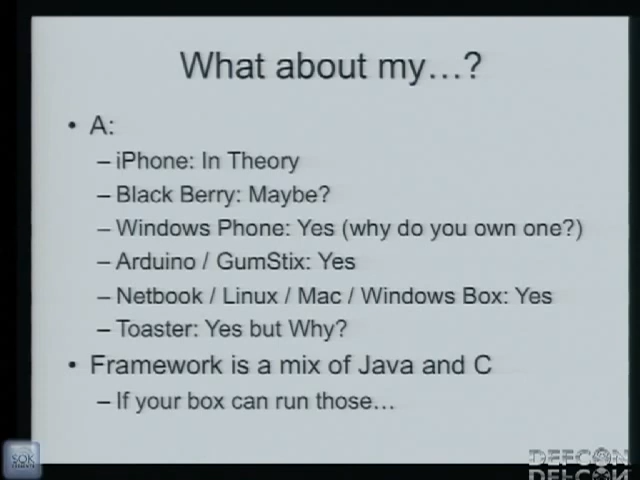 What about my...?
• A:
– iPhone: In Theory
– Black Berry: Maybe?
– Windows Phone: Yes (why do you own one?)
– Arduino / GumStix: Yes
– Netbook / Linux / Mac / Windows Box: Yes
– Toaster: Yes but Why?
• Framework is a mix of Java and C
– If your box can run those...
SOK
DEFCON
DEFCON